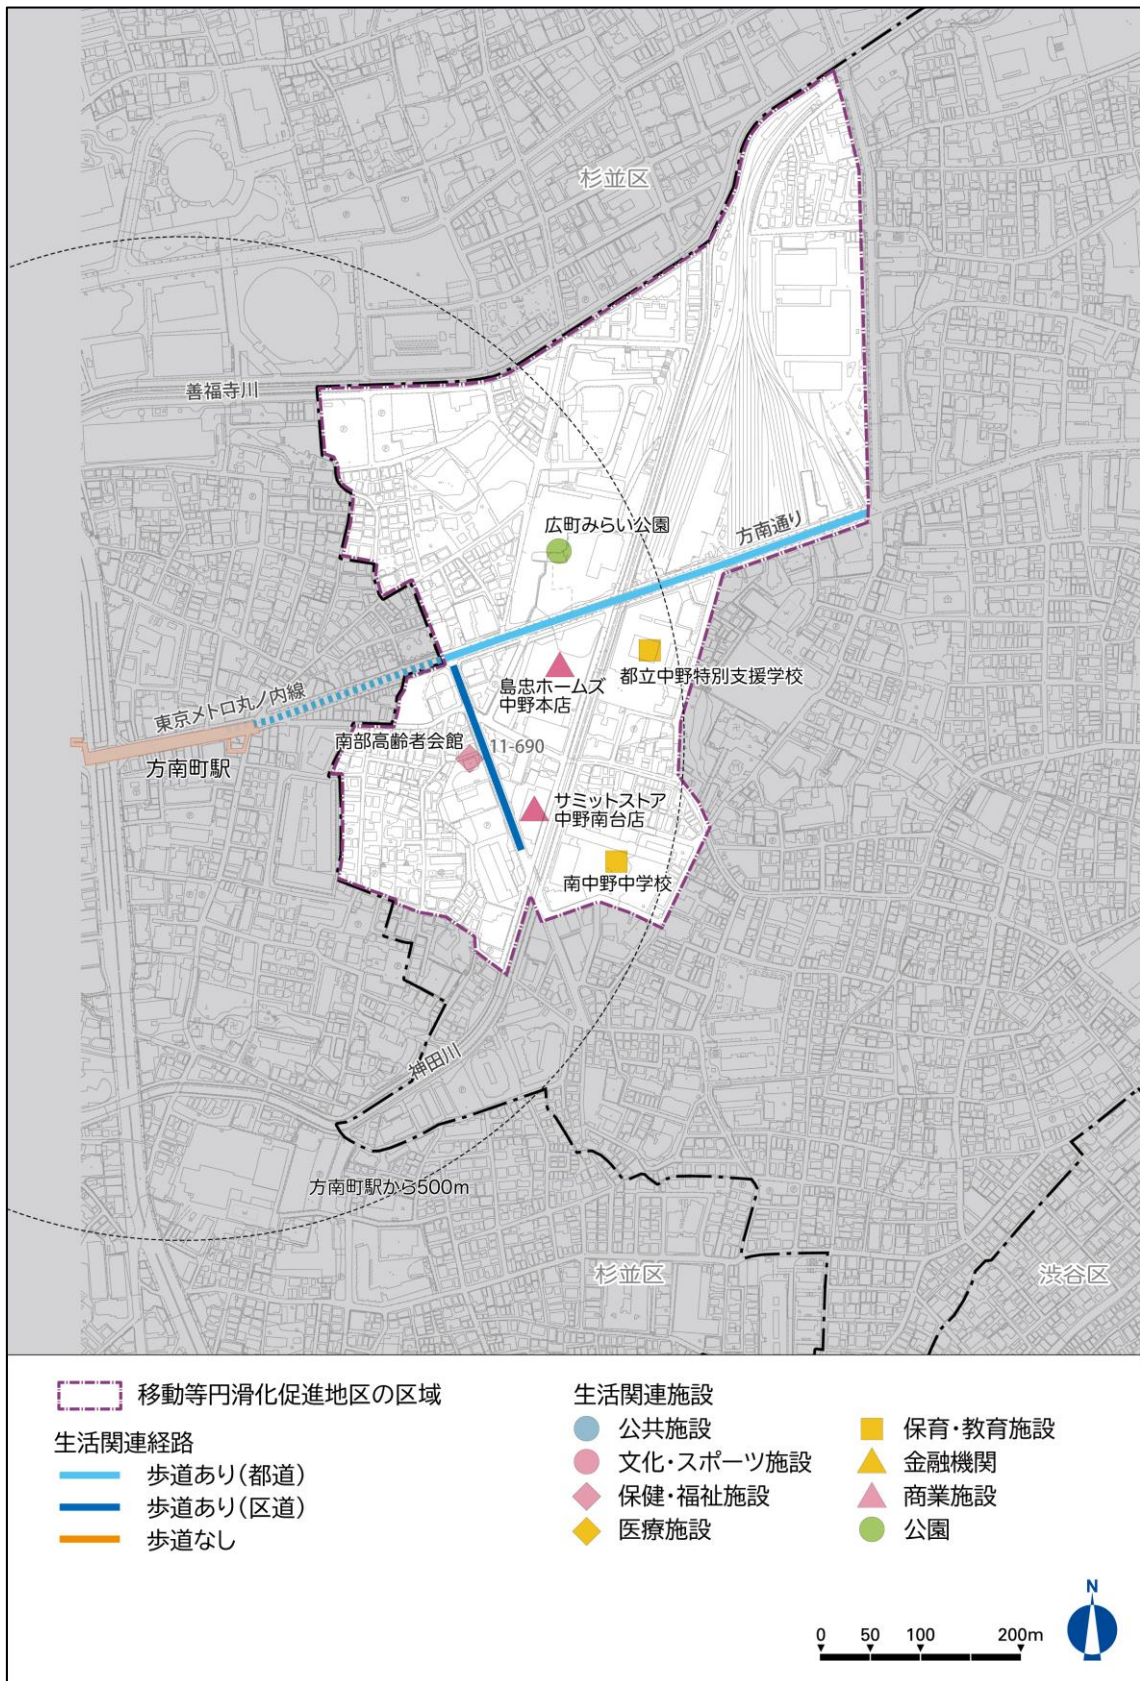 杉並区
善福寺川
広町みらい公園
方南通り
島忠ホームズ
中野本店
都立中野特別支援学校
東京メトロ丸ノ内線
方南町駅
南部高齢者会館
11-690
サミットストア
中野南台店
南中野中学校
神田川
方南町駅から500m
杉並区
渋谷区
移動等円滑化促進地区の区域
生活関連経路
歩道あり(都道)
歩道あり(区道)
歩道なし
生活関連施設
公共施設
文化・スポーツ施設
保健・福祉施設
医療施設
保育・教育施設
金融機関
商業施設
公園
N
0 50 100 200m